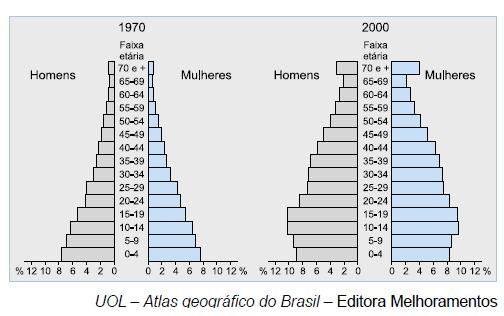 1970
2000
Faixa etária
Faixa etária
Homens
Mulheres
Homens
Mulheres
70 e +
65-69
60-64
55-59
50-54
45-49
40-44
35-39
30-34
25-29
20-24
15-19
10-14
5-9
0-4
70 e +
65-69
60-64
55-59
50-54
45-49
40-44
35-39
30-34
25-29
20-24
15-19
10-14
5-9
0-4
% 12 10 8 6 4 2 0
0 2 4 6 8 10 12 %
% 12 10 8 6 4 2 0
0 2 4 6 8 10 12 %
UOL – Atlas geográfico do Brasil – Editora Melhoramentos